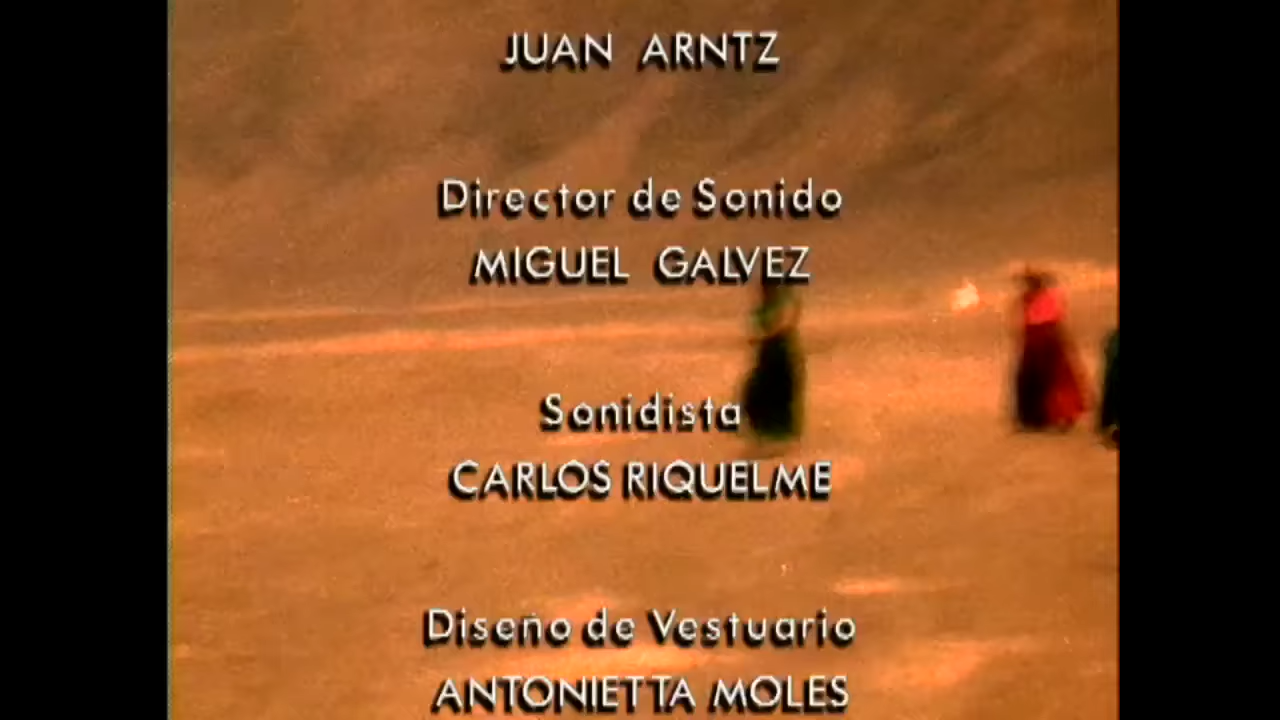 JUAN ARNTZ
Director de Sonido
MIGUEL GALVEZ
Sonidista
CARLOS RIQUELME
Diseño de Vestuario
ANTONIETTA MOLES